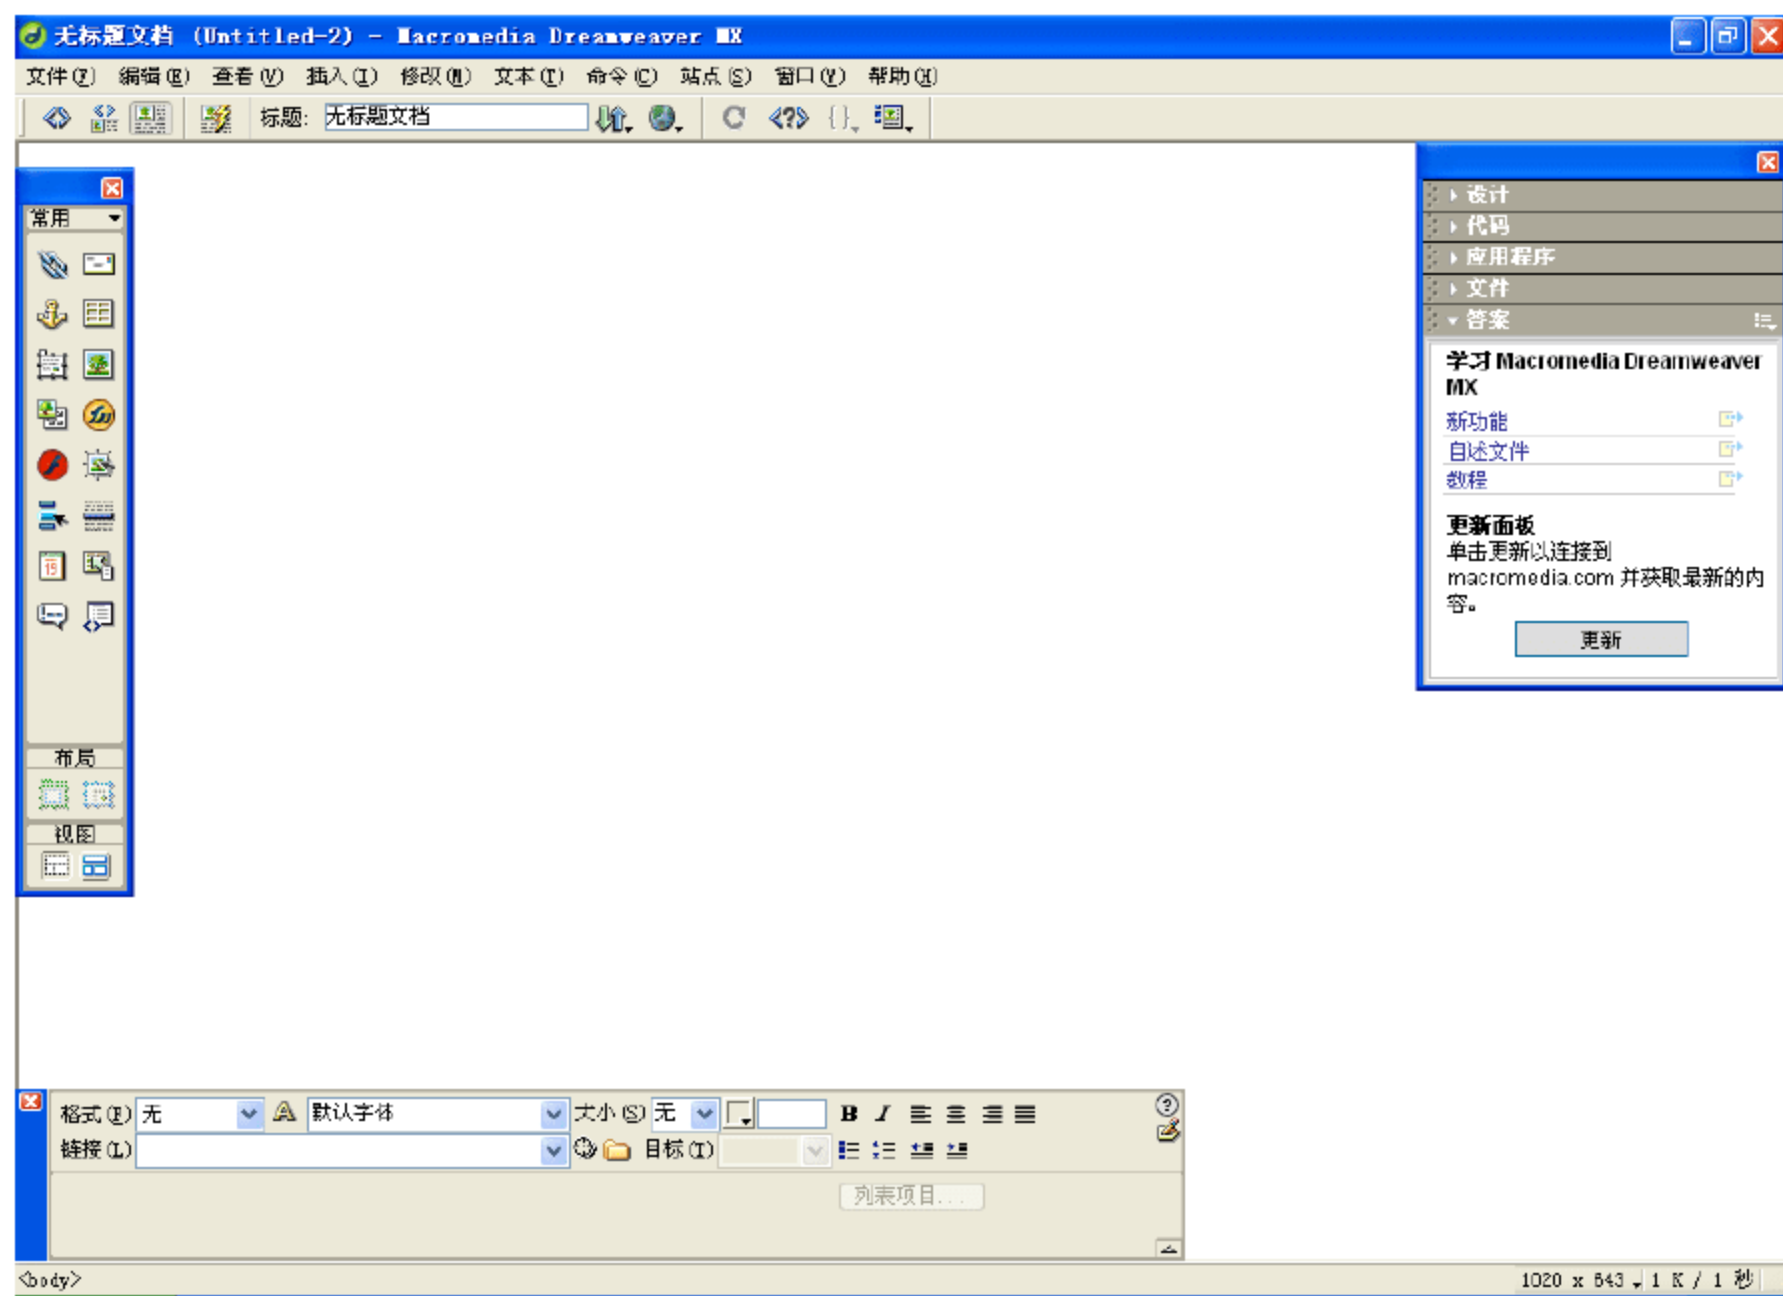 无标题文档 (Untitled-2) - Macromedia Dreamweaver MX
文件(F) 编辑(E) 查看(V) 插入(I) 修改(M) 文本(T) 命令(C) 站点(S) 窗口(W) 帮助(H)
标题: 无标题文档
常用
布局
视图
设计
代码
应用程序
文件
答案
学习 Macromedia Dreamweaver
MX
新功能
自述文件
教程
更新面板
单击更新以连接到
macromedia.com 并获取最新的内
容。
更新
格式(F) 无 默认字体 大小(S) 无 B I
链接(L) 目标(T)
列表项目...
<body>
1020 x 643 1 K / 1 秒